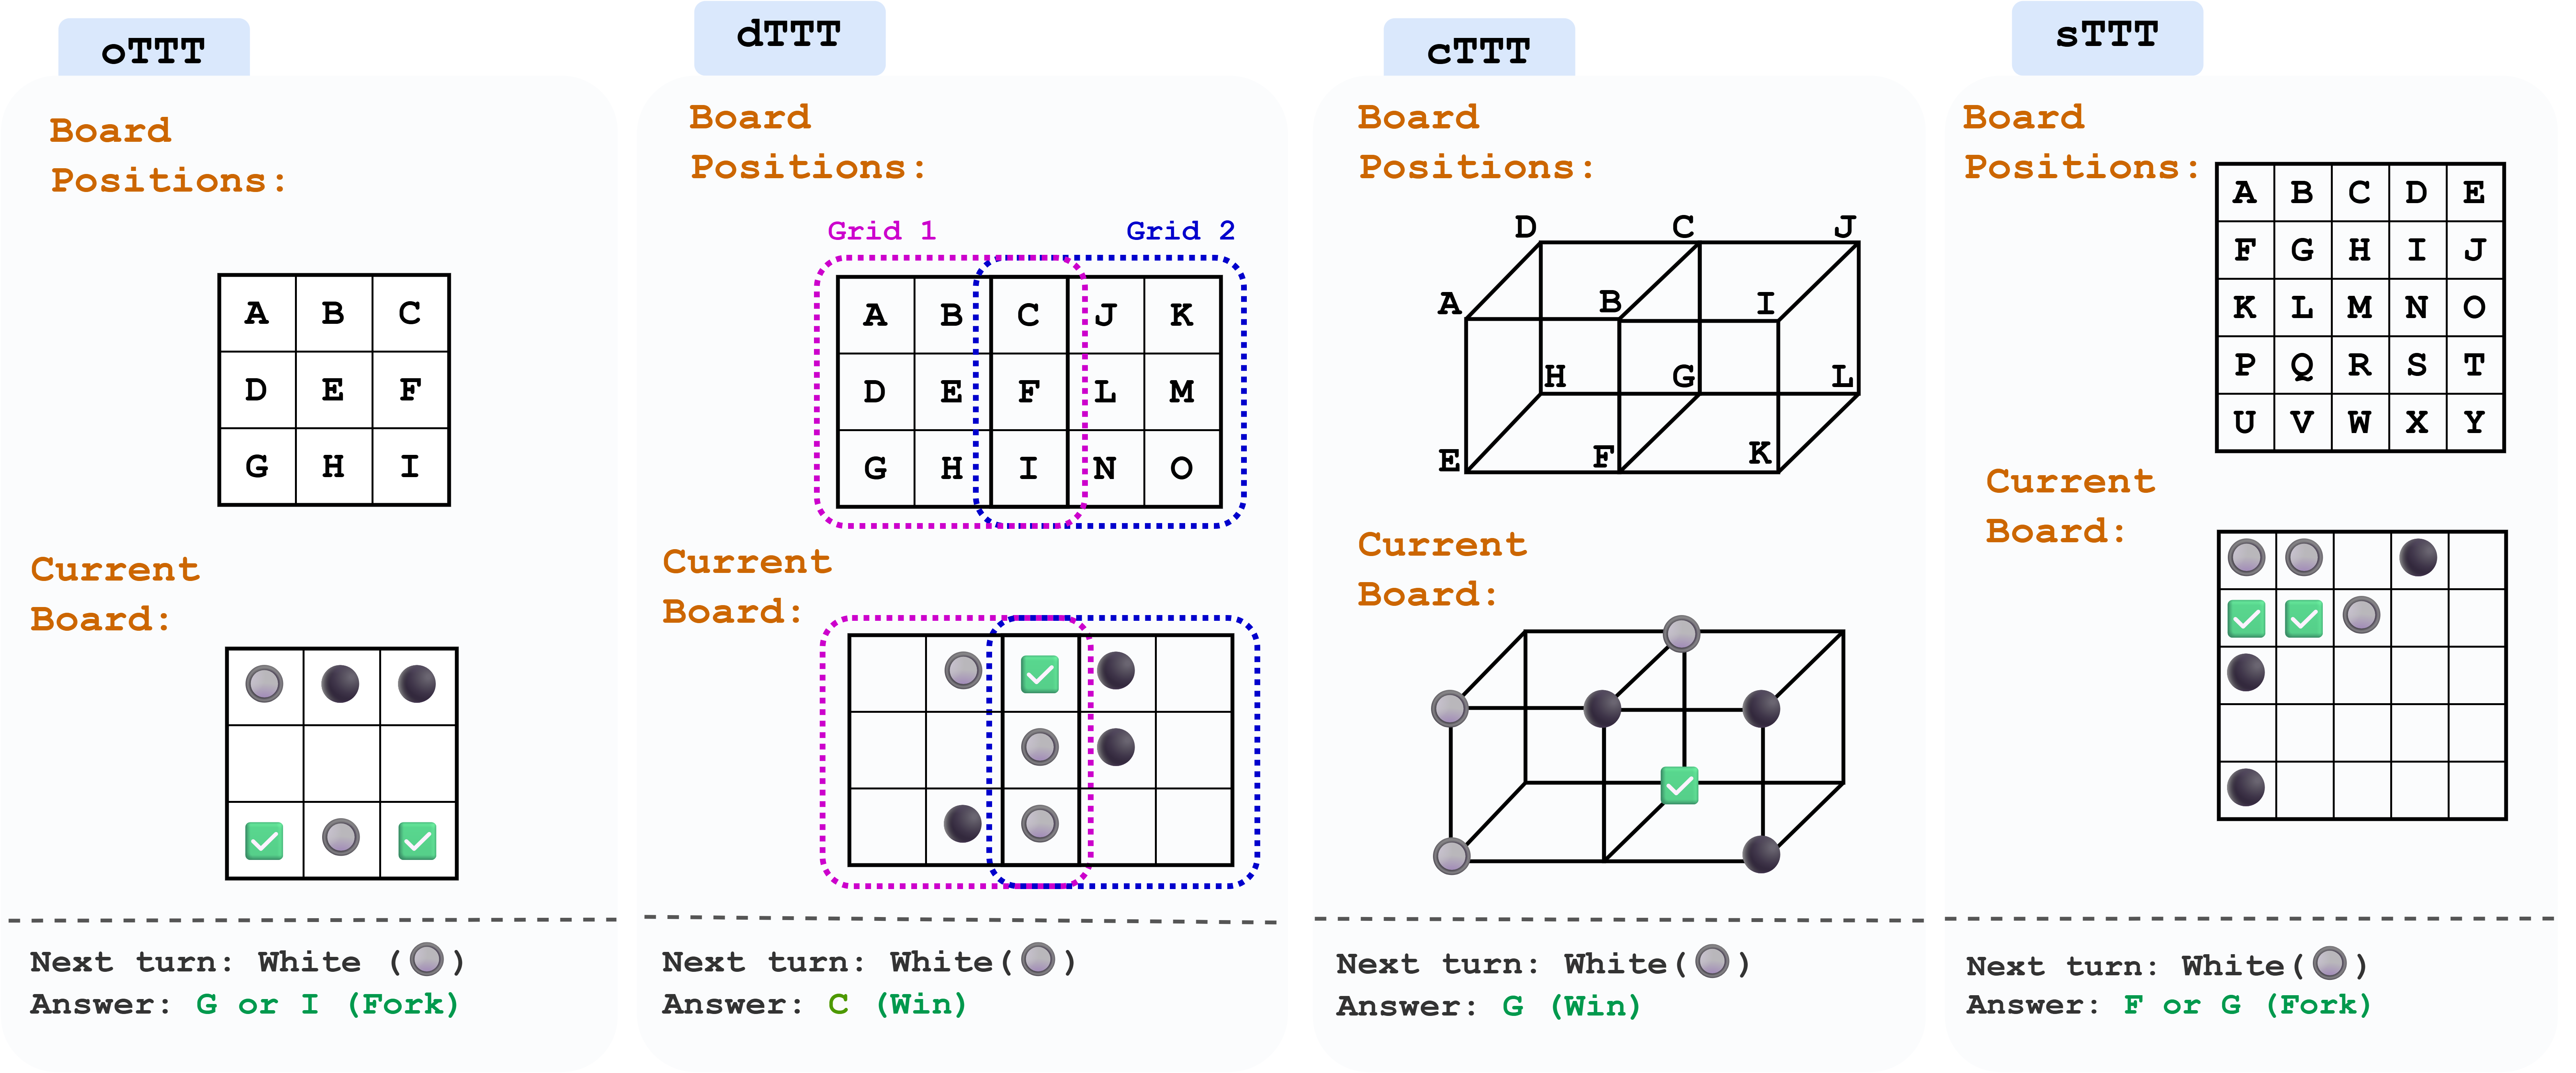 oTTT
Board
Positions:
A B C
D E F
G H I
Current
Board:
Next turn: White ( )
Answer: G or I (Fork)
dTTT
Board
Positions:
Grid 1 Grid 2
A B C J K
D E F L M
G H I N O
Current
Board:
Next turn: White( )
Answer: C (Win)
cTTT
Board
Positions:
D C J
A B I
H G L
E F K
Current
Board:
Next turn: White( )
Answer: G (Win)
sTTT
Board
Positions:
A B C D E
F G H I J
K L M N O
P Q R S T
U V W X Y
Current
Board:
Next turn: White( )
Answer: F or G (Fork)